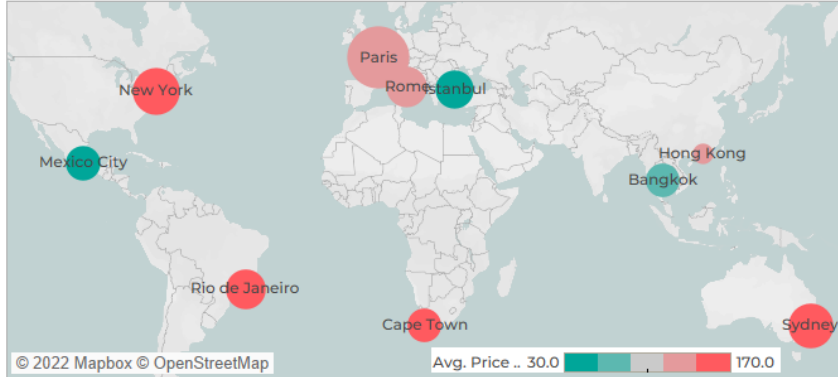 Paris
New York
Rome
Istanbul
Mexico City
Hong Kong
Bangkok
Rio de Janeiro
Cape Town
Sydney
© 2022 Mapbox © OpenStreetMap
Avg. Price .. 30.0 170.0